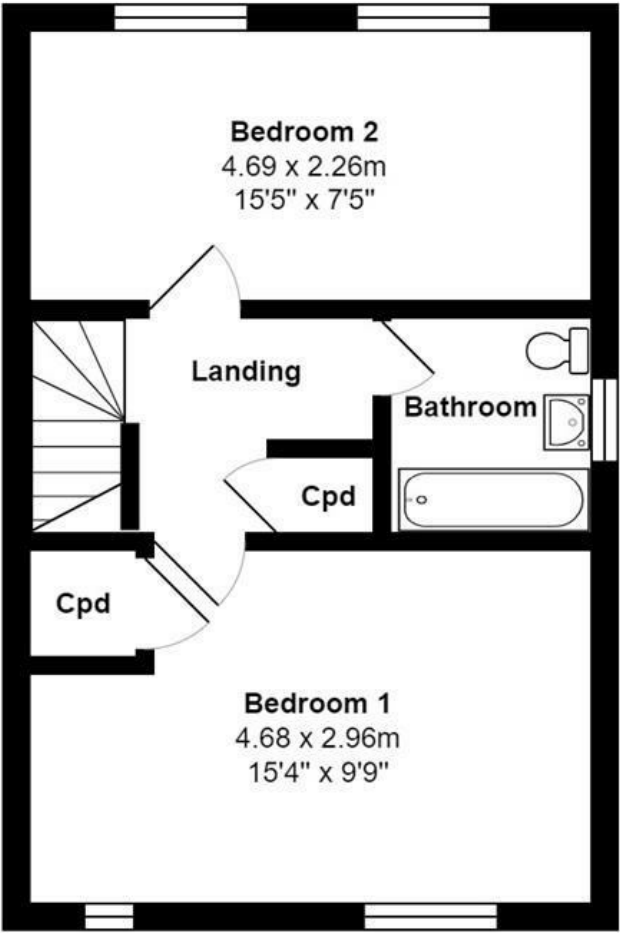 Bedroom 2
4.69 x 2.26m
15'5" x 7'5"
Landing
Bathroom
Cpd
Cpd
Bedroom 1
4.68 x 2.96m
15'4" x 9'9"